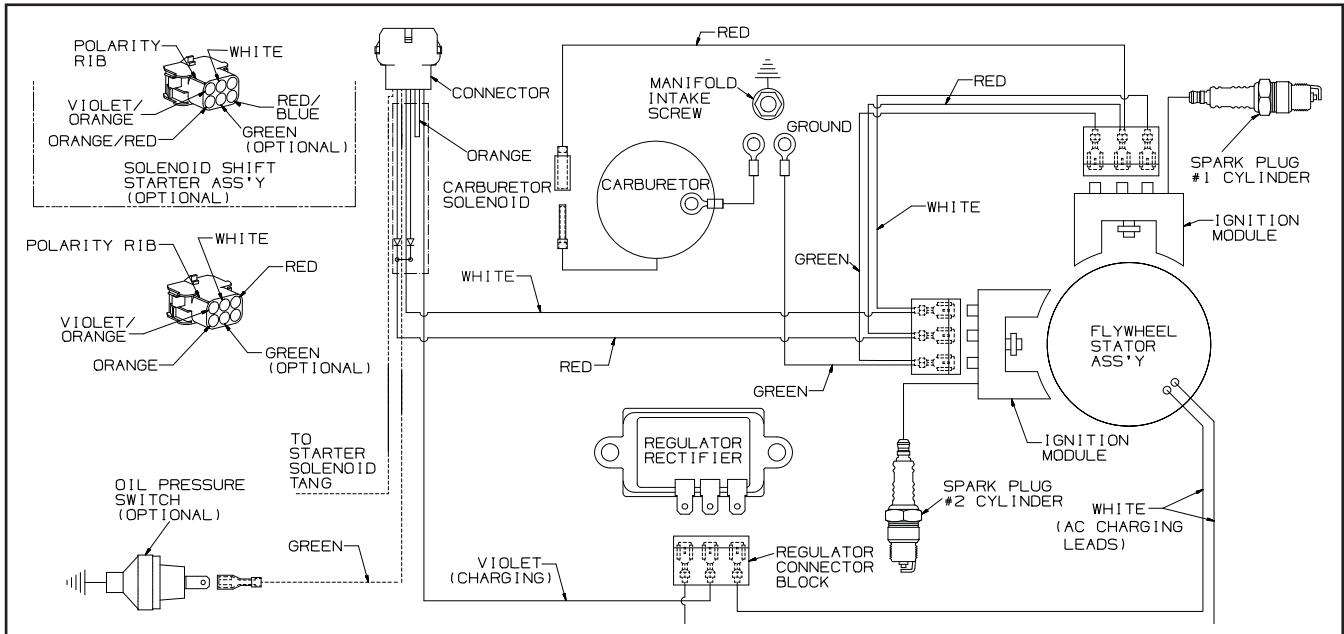 POLARITY
RIB
WHITE
VIOLET/
ORANGE
RED/
BLUE
ORANGE/RED
GREEN
(OPTIONAL)
SOLENOID SHIFT
STARTER ASS'Y
(OPTIONAL)
POLARITY RIB
WHITE
RED
VIOLET/
ORANGE
ORANGE
GREEN
(OPTIONAL)
CONNECTOR
ORANGE
CARBURETOR
SOLENOID
RED
MANIFOLD
INTAKE
SCREW
GROUND
CARBURETOR
RED
WHITE
GREEN
SPARK PLUG
#1 CYLINDER
IGNITION
MODULE
WHITE
RED
GREEN
FLYWHEEL
STATOR
ASS'Y
IGNITION
MODULE
TO
STARTER
SOLENOID
TANG
REGULATOR
RECTIFIER
SPARK PLUG
#2 CYLINDER
WHITE
(AC CHARGING
LEADS)
OIL PRESSURE
SWITCH
(OPTIONAL)
GREEN
VIOLET
(CHARGING)
REGULATOR
CONNECTOR
BLOCK